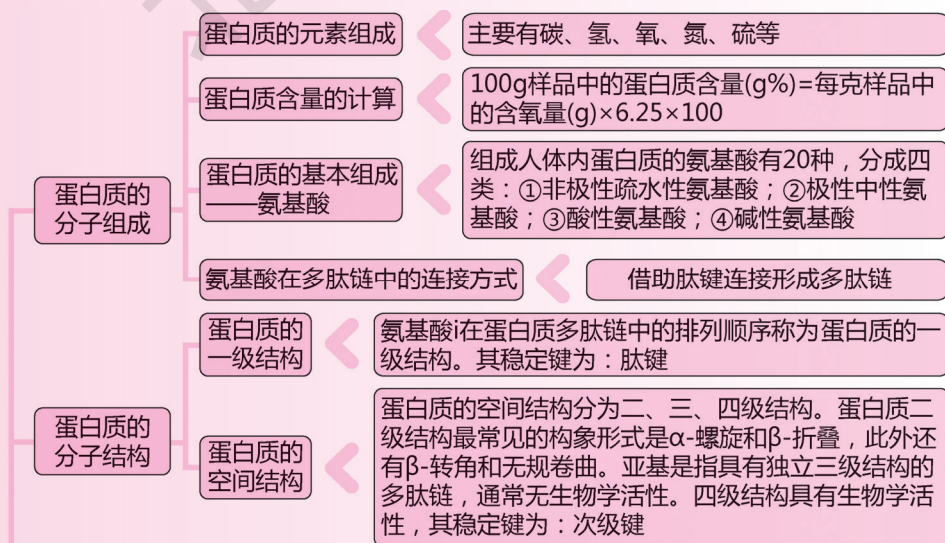 蛋白质的元素组成
主要有碳、氢、氧、氮、硫等
蛋白质含量的计算
100g样品中的蛋白质含量(g%)=每克样品中
的含氧量(g)×6.25×100
蛋白质的
分子组成
蛋白质的基本组成
——氨基酸
组成人体内蛋白质的氨基酸有20种，分成四
类：①非极性疏水性氨基酸；②极性中性氨
基酸；③酸性氨基酸；④碱性氨基酸
氨基酸在多肽链中的连接方式
借助肽键连接形成多肽链
蛋白质的
一级结构
氨基酸i在蛋白质多肽链中的排列顺序称为蛋白质的一
级结构。其稳定键为：肽键
蛋白质的
分子结构
蛋白质的
空间结构
蛋白质的空间结构分为二、三、四级结构。蛋白质二
级结构最常见的构象形式是α-螺旋和β-折叠，此外还
有β-转角和无规卷曲。亚基是指具有独立三级结构的
多肽链，通常无生物学活性。四级结构具有生物学活
性，其稳定键为：次级键